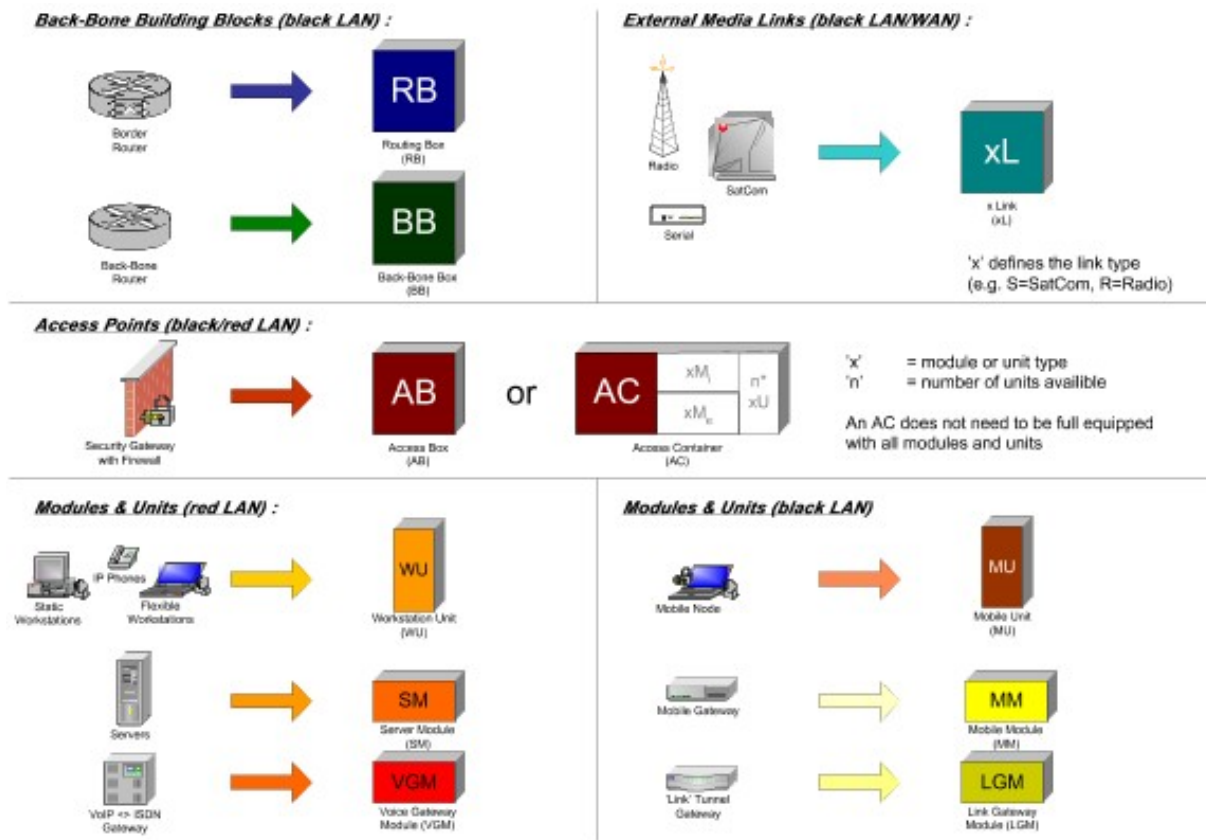 Back-Bone Building Blocks (black LAN) :
Border
Router
RB
Routing Box
(RB)
Back-Bone
Router
BB
Back-Bone Box
(BB)
External Media Links (black LAN/WAN) :
Radio
SatCom
Serial
xL
x Link
(xL)
'x' defines the link type
(e.g. S=SatCom, R=Radio)
Access Points (black/red LAN) :
Security Gateway
with Firewall
AB
Access Box
(AB)
or
AC
xM
xM
n*
xU
Access Container
(AC)
'x' = module or unit type
'n' = number of units availible
An AC does not need to be full equipped
with all modules and units
Modules & Units (red LAN) :
Static
Workstations
IP Phones
Flexible
Workstations
WU
Workstation Unit
(WU)
Servers
SM
Server Module
(SM)
VoIP <> ISDN
Gateway
VGM
Voice Gateway
Module (VGM)
Modules & Units (black LAN)
Mobile Node
MU
Mobile Unit
(MU)
Mobile Gateway
MM
Mobile Module
(MM)
'Link' Tunnel
Gateway
LGM
Link Gateway
Module (LGM)